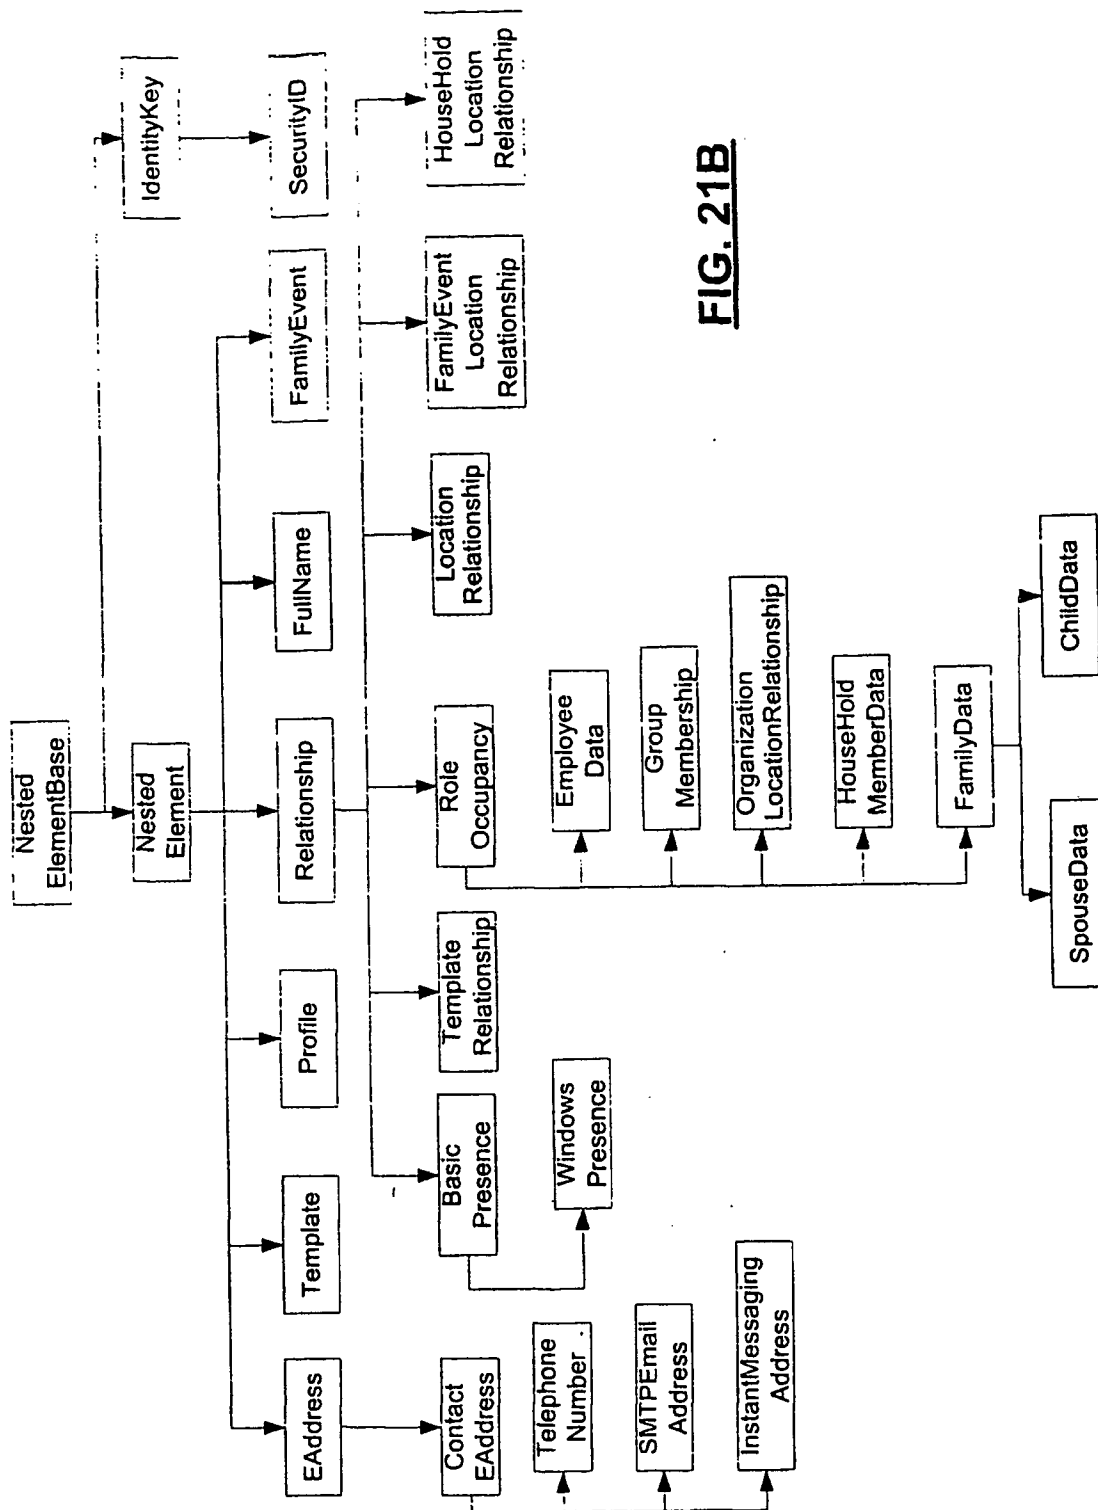 Nested
ElementBase
Nested
Element
IdentityKey
EAddress
Template
Profile
Relationship
FullName
FamilyEvent
SecurityID
Contact
EAddress
Basic
Presence
Template
Relationship
Role
Occupancy
Location
Relationship
FamilyEvent
Location
Relationship
HouseHold
Location
Relationship
Telephone
Number
SMTPEmail
Address
InstantMessaging
Address
Windows
Presence
Employee
Data
Group
Membership
Organization
LocationRelationship
HouseHold
MemberData
FamilyData
SpouseData
ChildData
FIG. 21B